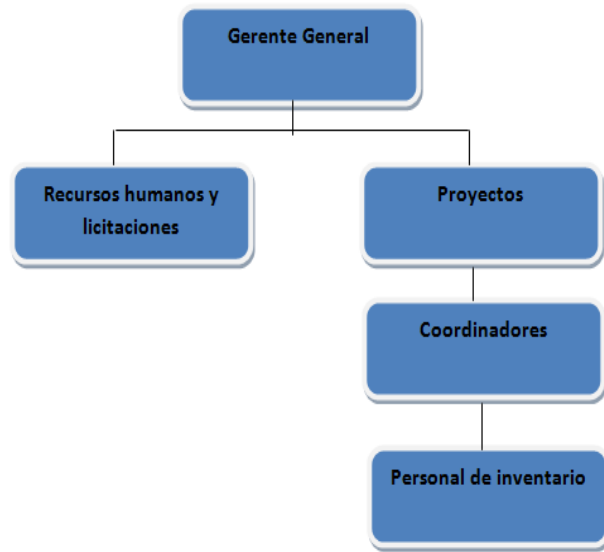 Gerente General
Recursos humanos y
licitaciones
Proyectos
Coordinadores
Personal de inventario